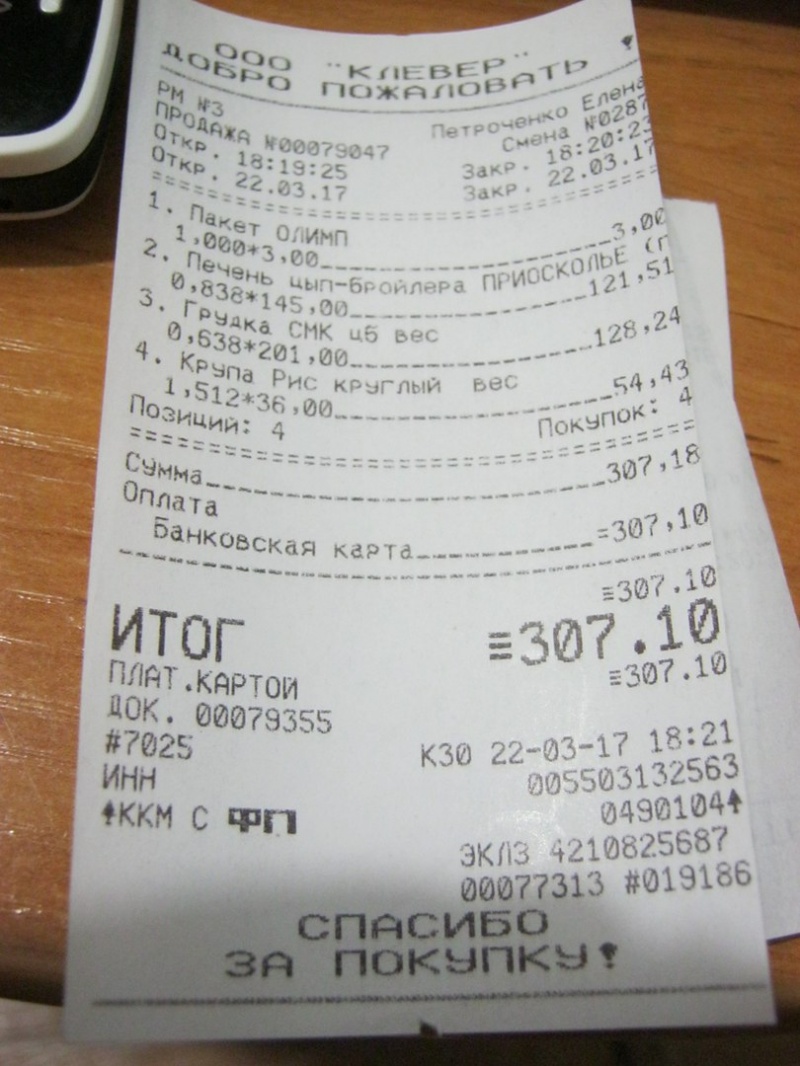 ООО "КЛЕВЕР"
ДОБРО ПОЖАЛОВАТЬ !
РМ №3 Петроченко Елена
ПРОДАЖА №00079047 Смена №0287
Откр. 18:19:25 Закр. 18:20:23
Откр. 22.03.17 Закр. 22.03.17
1. Пакет ОЛИМП
1,000*3,00 3,00
2. Печень цып-бройлера ПРИОСКОЛЬЕ (г
0,838*145,00 121,51
3. Грудка СМК цб вес
0,638*201,00 128,24
4. Крупа Рис круглый вес
1,512*36,00 54,43
Позиций: 4 Покупок: 4
Сумма 307,18
Оплата
Банковская карта =307,10
≡307.10
ИТОГ ≡307.10
ПЛАТ.КАРТОЙ ≡307.10
ДОК. 00079355
#7025 К30 22-03-17 18:21
ИНН 005503132563
ККМ С ФП 0490104
ЭКЛЗ 4210825687
00077313 #019186
СПАСИБО
ЗА ПОКУПКУ!